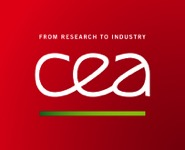 FROM RESEARCH TO INDUSTRY
cea